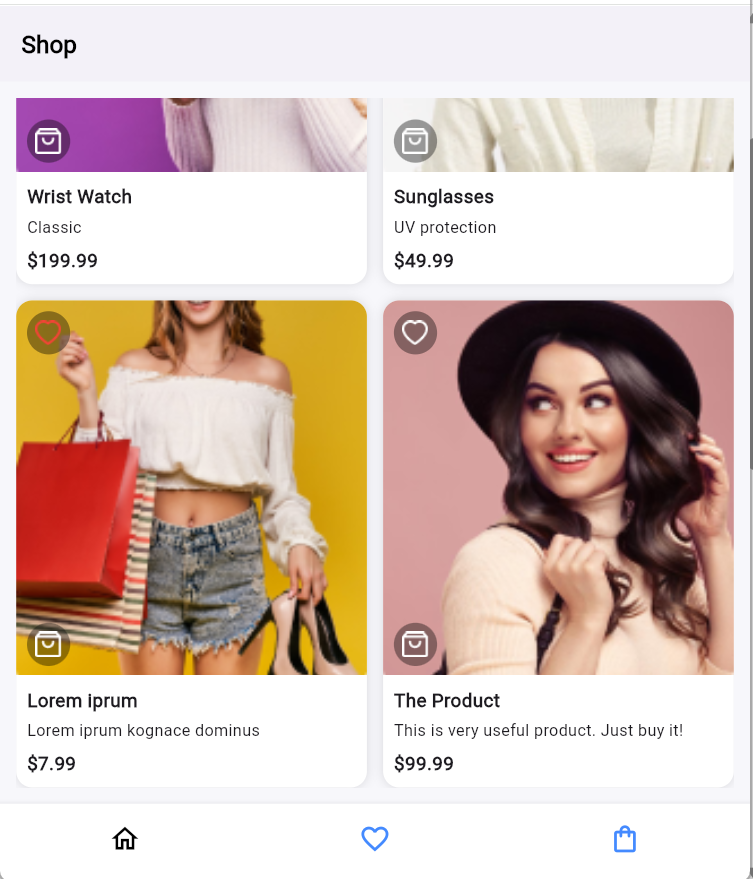 Shop
Wrist Watch
Classic
$199.99
Sunglasses
UV protection
$49.99
Lorem iprum
Lorem iprum kognace dominus
$7.99
The Product
This is very useful product. Just buy it!
$99.99